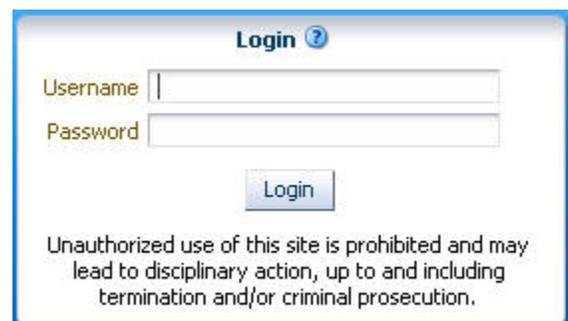 Login ?
Username
Password
Login
Unauthorized use of this site is prohibited and may
lead to disciplinary action, up to and including
termination and/or criminal prosecution.